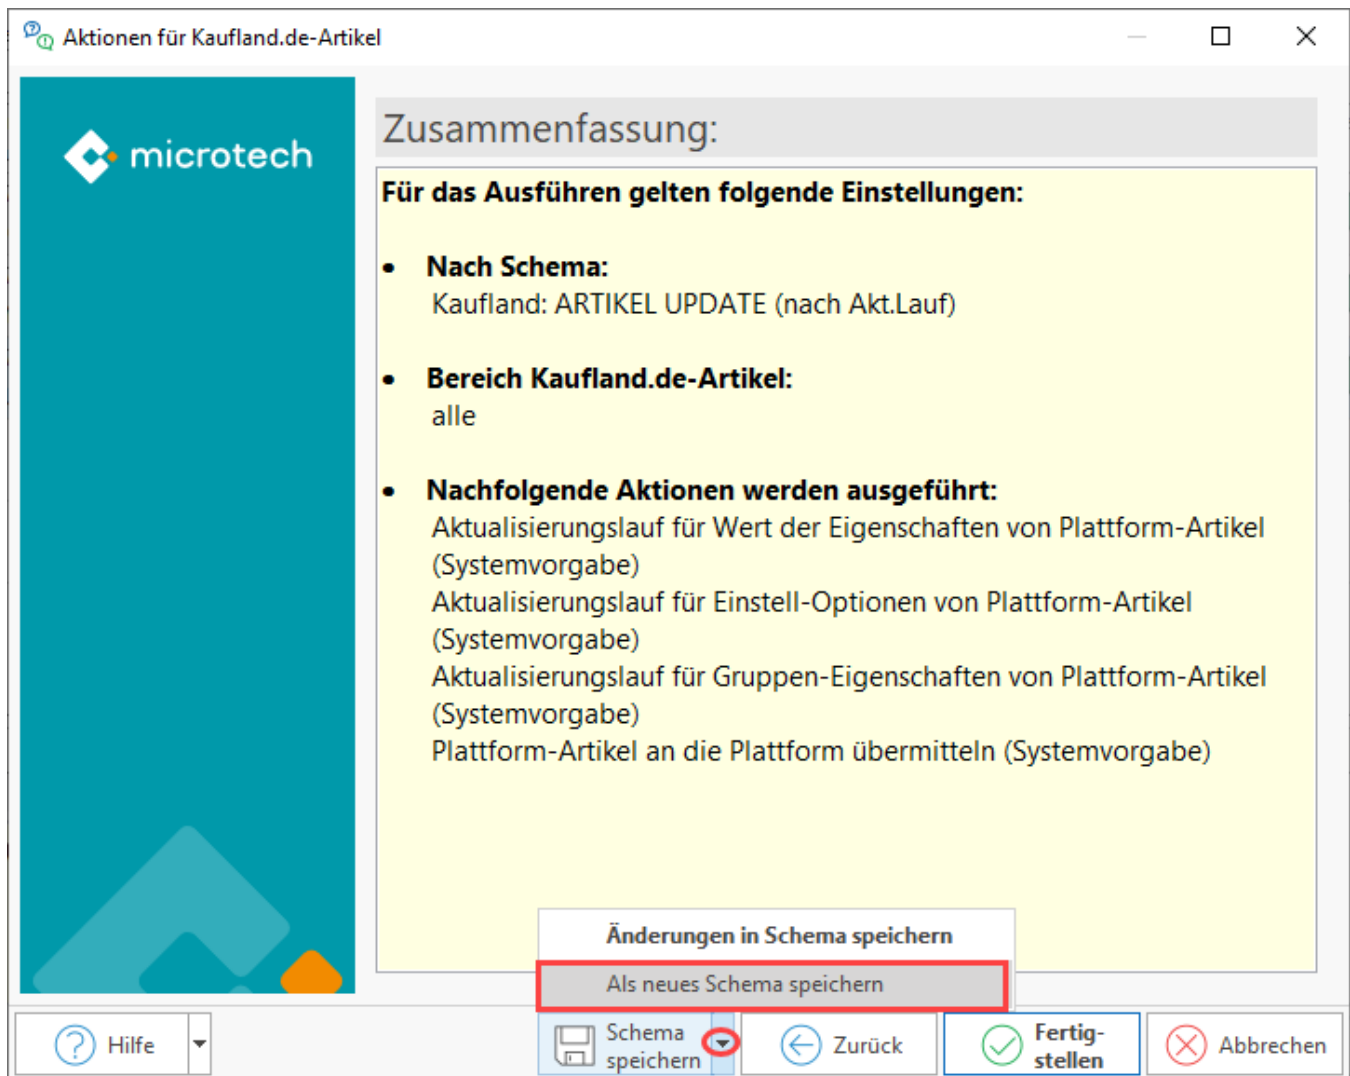 Aktionen für Kaufland.de-Artikel
microtech
Zusammenfassung:
Für das Ausführen gelten folgende Einstellungen:
• Nach Schema:
Kaufland: ARTIKEL UPDATE (nach Akt.Lauf)
• Bereich Kaufland.de-Artikel:
alle
• Nachfolgende Aktionen werden ausgeführt:
Aktualisierungslauf für Wert der Eigenschaften von Plattform-Artikel
(Systemvorgabe)
Aktualisierungslauf für Einstell-Optionen von Plattform-Artikel
(Systemvorgabe)
Aktualisierungslauf für Gruppen-Eigenschaften von Plattform-Artikel
(Systemvorgabe)
Plattform-Artikel an die Plattform übermitteln (Systemvorgabe)
Änderungen in Schema speichern
Als neues Schema speichern
Hilfe
Schema
speichern
Zurück
Fertig-
stellen
Abbrechen